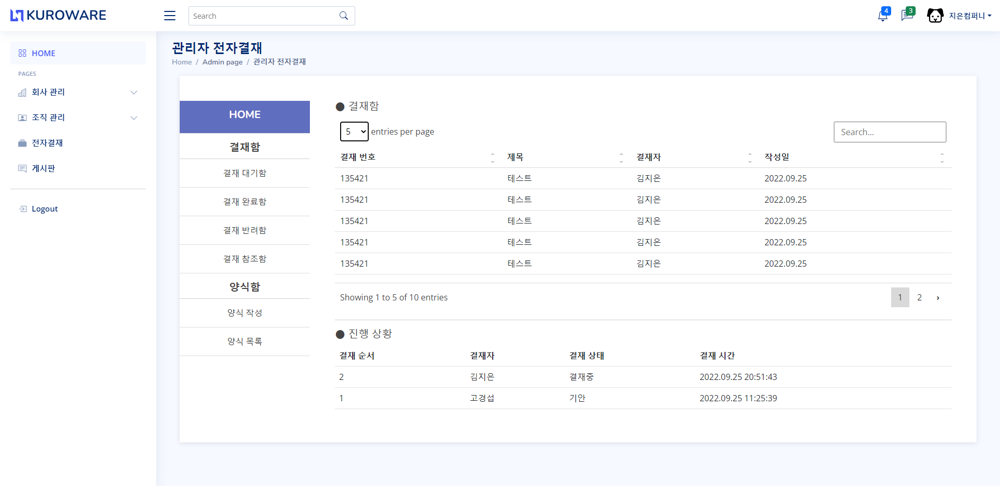 KUROWARE
Search
4
3
지은컴퍼니
HOME
PAGES
회사 관리
조직 관리
전자결재
게시판
Logout
관리자 전자결재
Home / Admin page / 관리자 전자결재
HOME
결재함
결재 대기함
결재 완료함
결재 반려함
결재 참조함
양식함
양식 작성
양식 목록
● 결재함
5 entries per page
Search...
결재 번호 제목 결재자 작성일
135421 테스트 김지은 2022.09.25
135421 테스트 김지은 2022.09.25
135421 테스트 김지은 2022.09.25
135421 테스트 김지은 2022.09.25
135421 테스트 김지은 2022.09.25
Showing 1 to 5 of 10 entries
1 2 ›
● 진행 상황
결재 순서 결재자 결재 상태 결재 시간
2 김지은 결재중 2022.09.25 20:51:43
1 고경섭 기안 2022.09.25 11:25:39